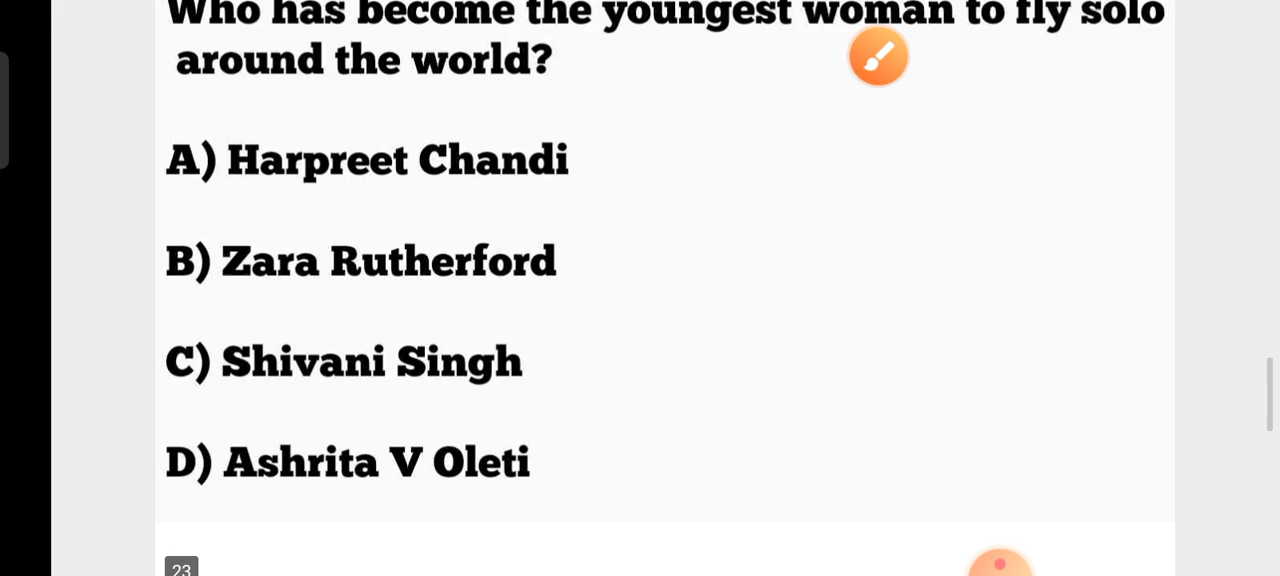 Who has become the youngest woman to fly solo
around the world?
A) Harpreet Chandi
B) Zara Rutherford
C) Shivani Singh
D) Ashrita V Oleti
23